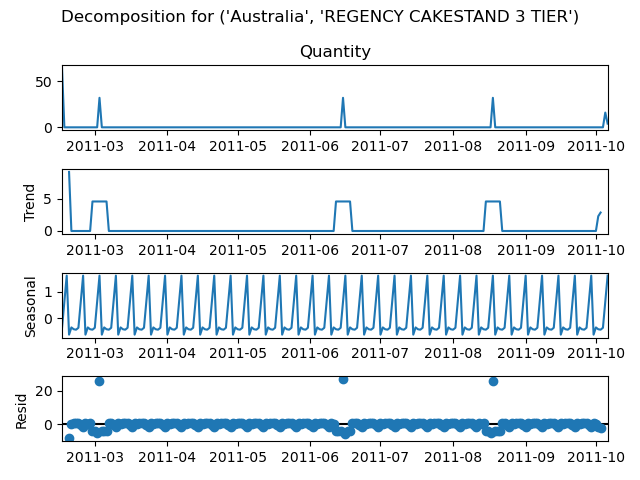 Decomposition for ('Australia', 'REGENCY CAKESTAND 3 TIER')
Quantity
50
0
2011-03 2011-04 2011-05 2011-06 2011-07 2011-08 2011-09 2011-10
Trend
5
0
2011-03 2011-04 2011-05 2011-06 2011-07 2011-08 2011-09 2011-10
Seasonal
1
0
2011-03 2011-04 2011-05 2011-06 2011-07 2011-08 2011-09 2011-10
Resid
20
0
2011-03 2011-04 2011-05 2011-06 2011-07 2011-08 2011-09 2011-10